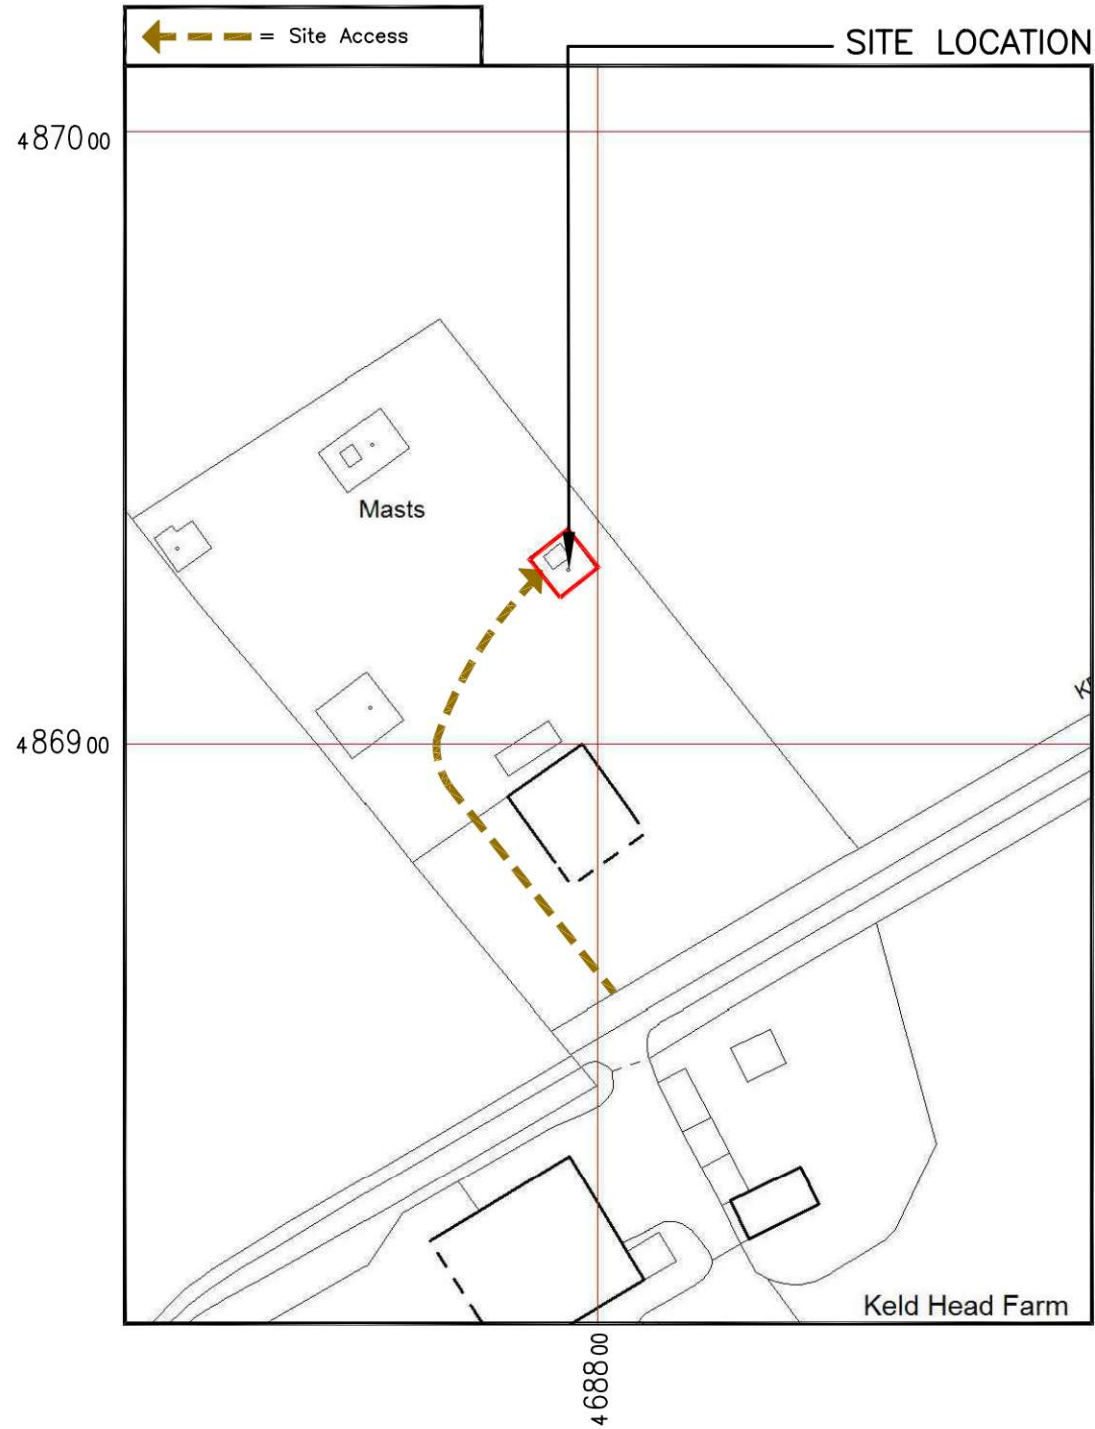 = Site Access
SITE LOCATION
487000
Masts
486900
Keld Head Farm
468800